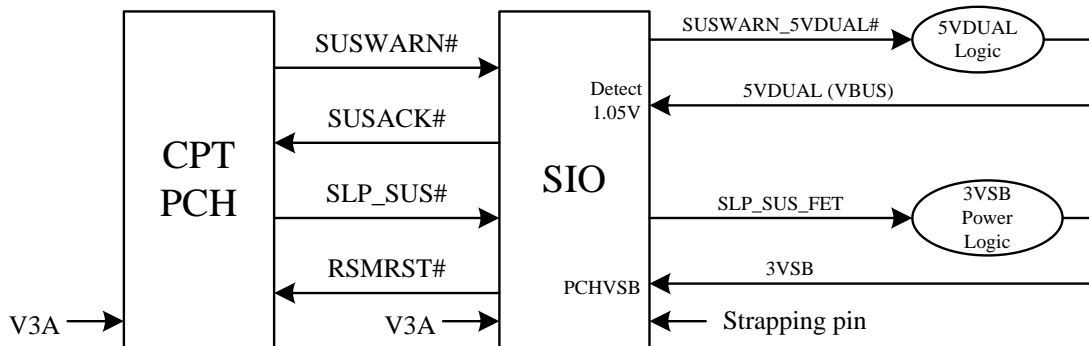 SUSWARN#
SUSACK#
SLP_SUS#
RSMRST#
CPT
PCH
V3A
V3A
SIO
Detect
1.05V
PCHVSB
SUSWARN_5VDUAL#
5VDUAL
Logic
5VDUAL (VBUS)
SLP_SUS_FET
3VSB
Power
Logic
3VSB
Strapping pin